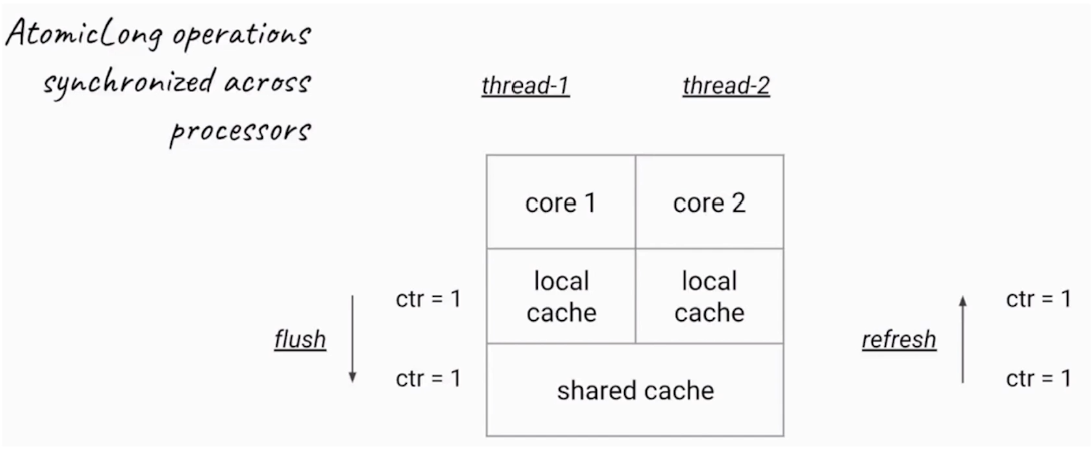 AtomicLong operations
synchronized across
processors
thread-1
thread-2
core 1
core 2
local
cache
local
cache
shared cache
flush
ctr = 1
ctr = 1
refresh
ctr = 1
ctr = 1